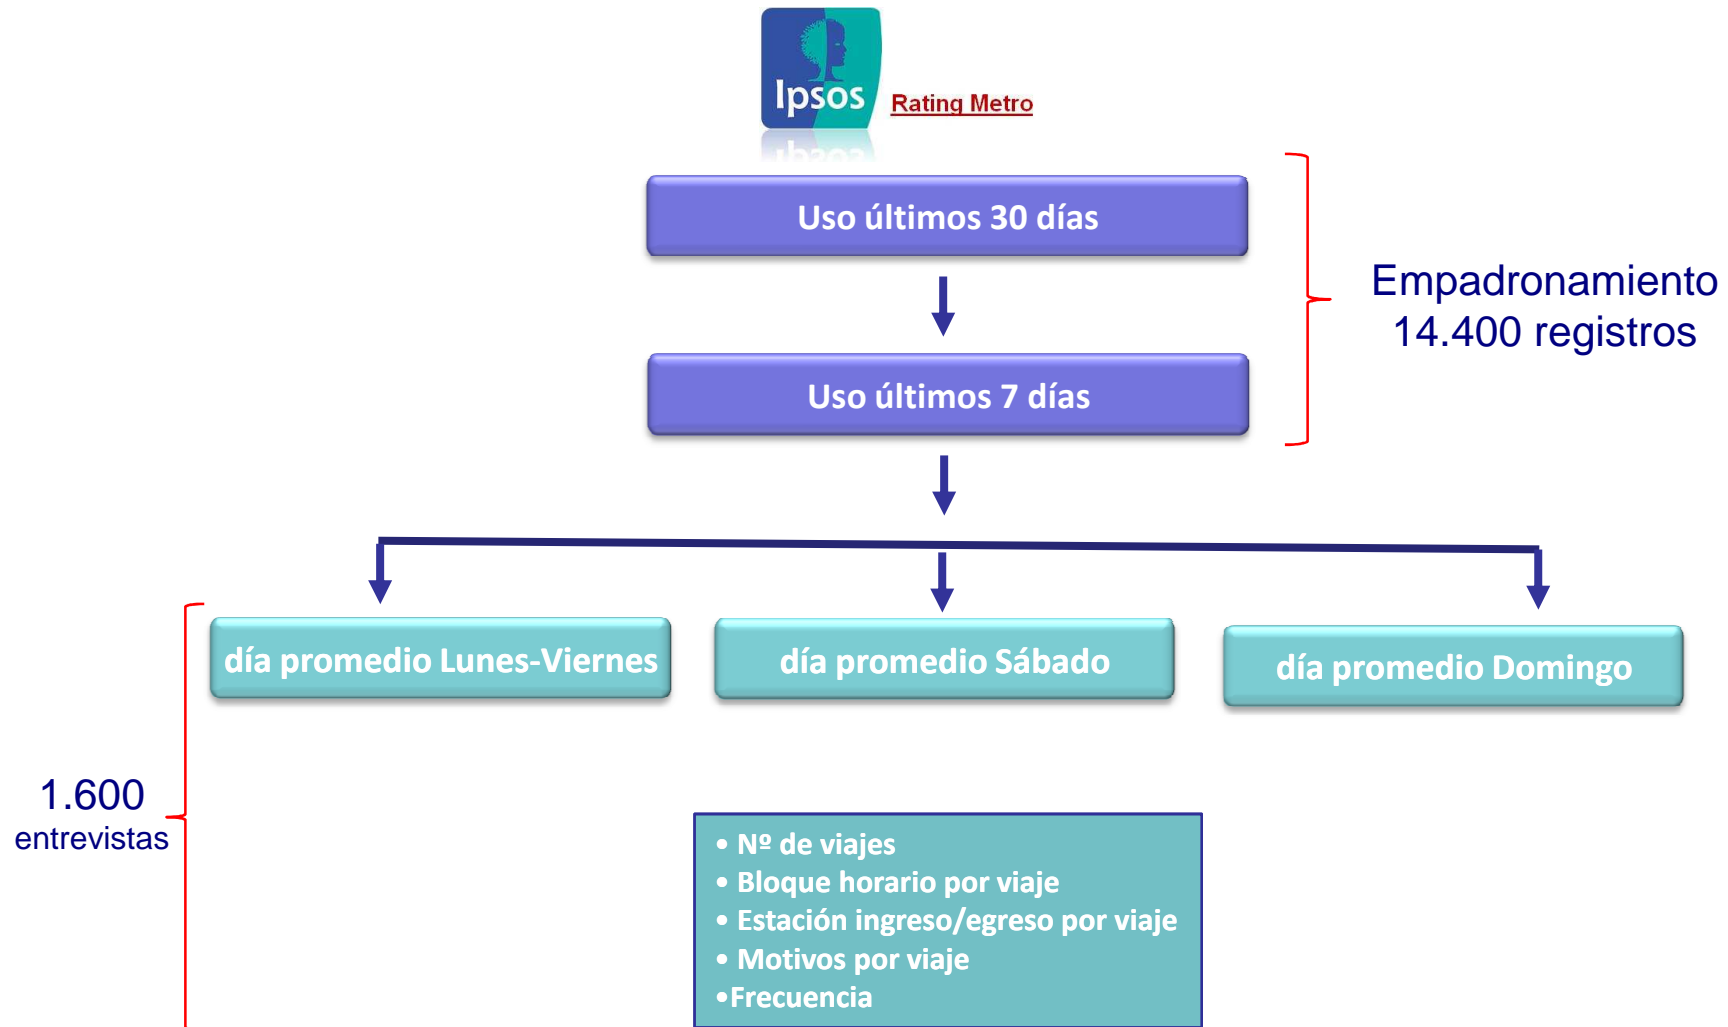 Ipsos
Rating Metro
Uso últimos 30 días
Empadronamiento
14.400 registros
Uso últimos 7 días
día promedio Lunes-Viernes
día promedio Sábado
día promedio Domingo
1.600
entrevistas
• Nº de viajes
• Bloque horario por viaje
• Estación ingreso/egreso por viaje
• Motivos por viaje
•Frecuencia